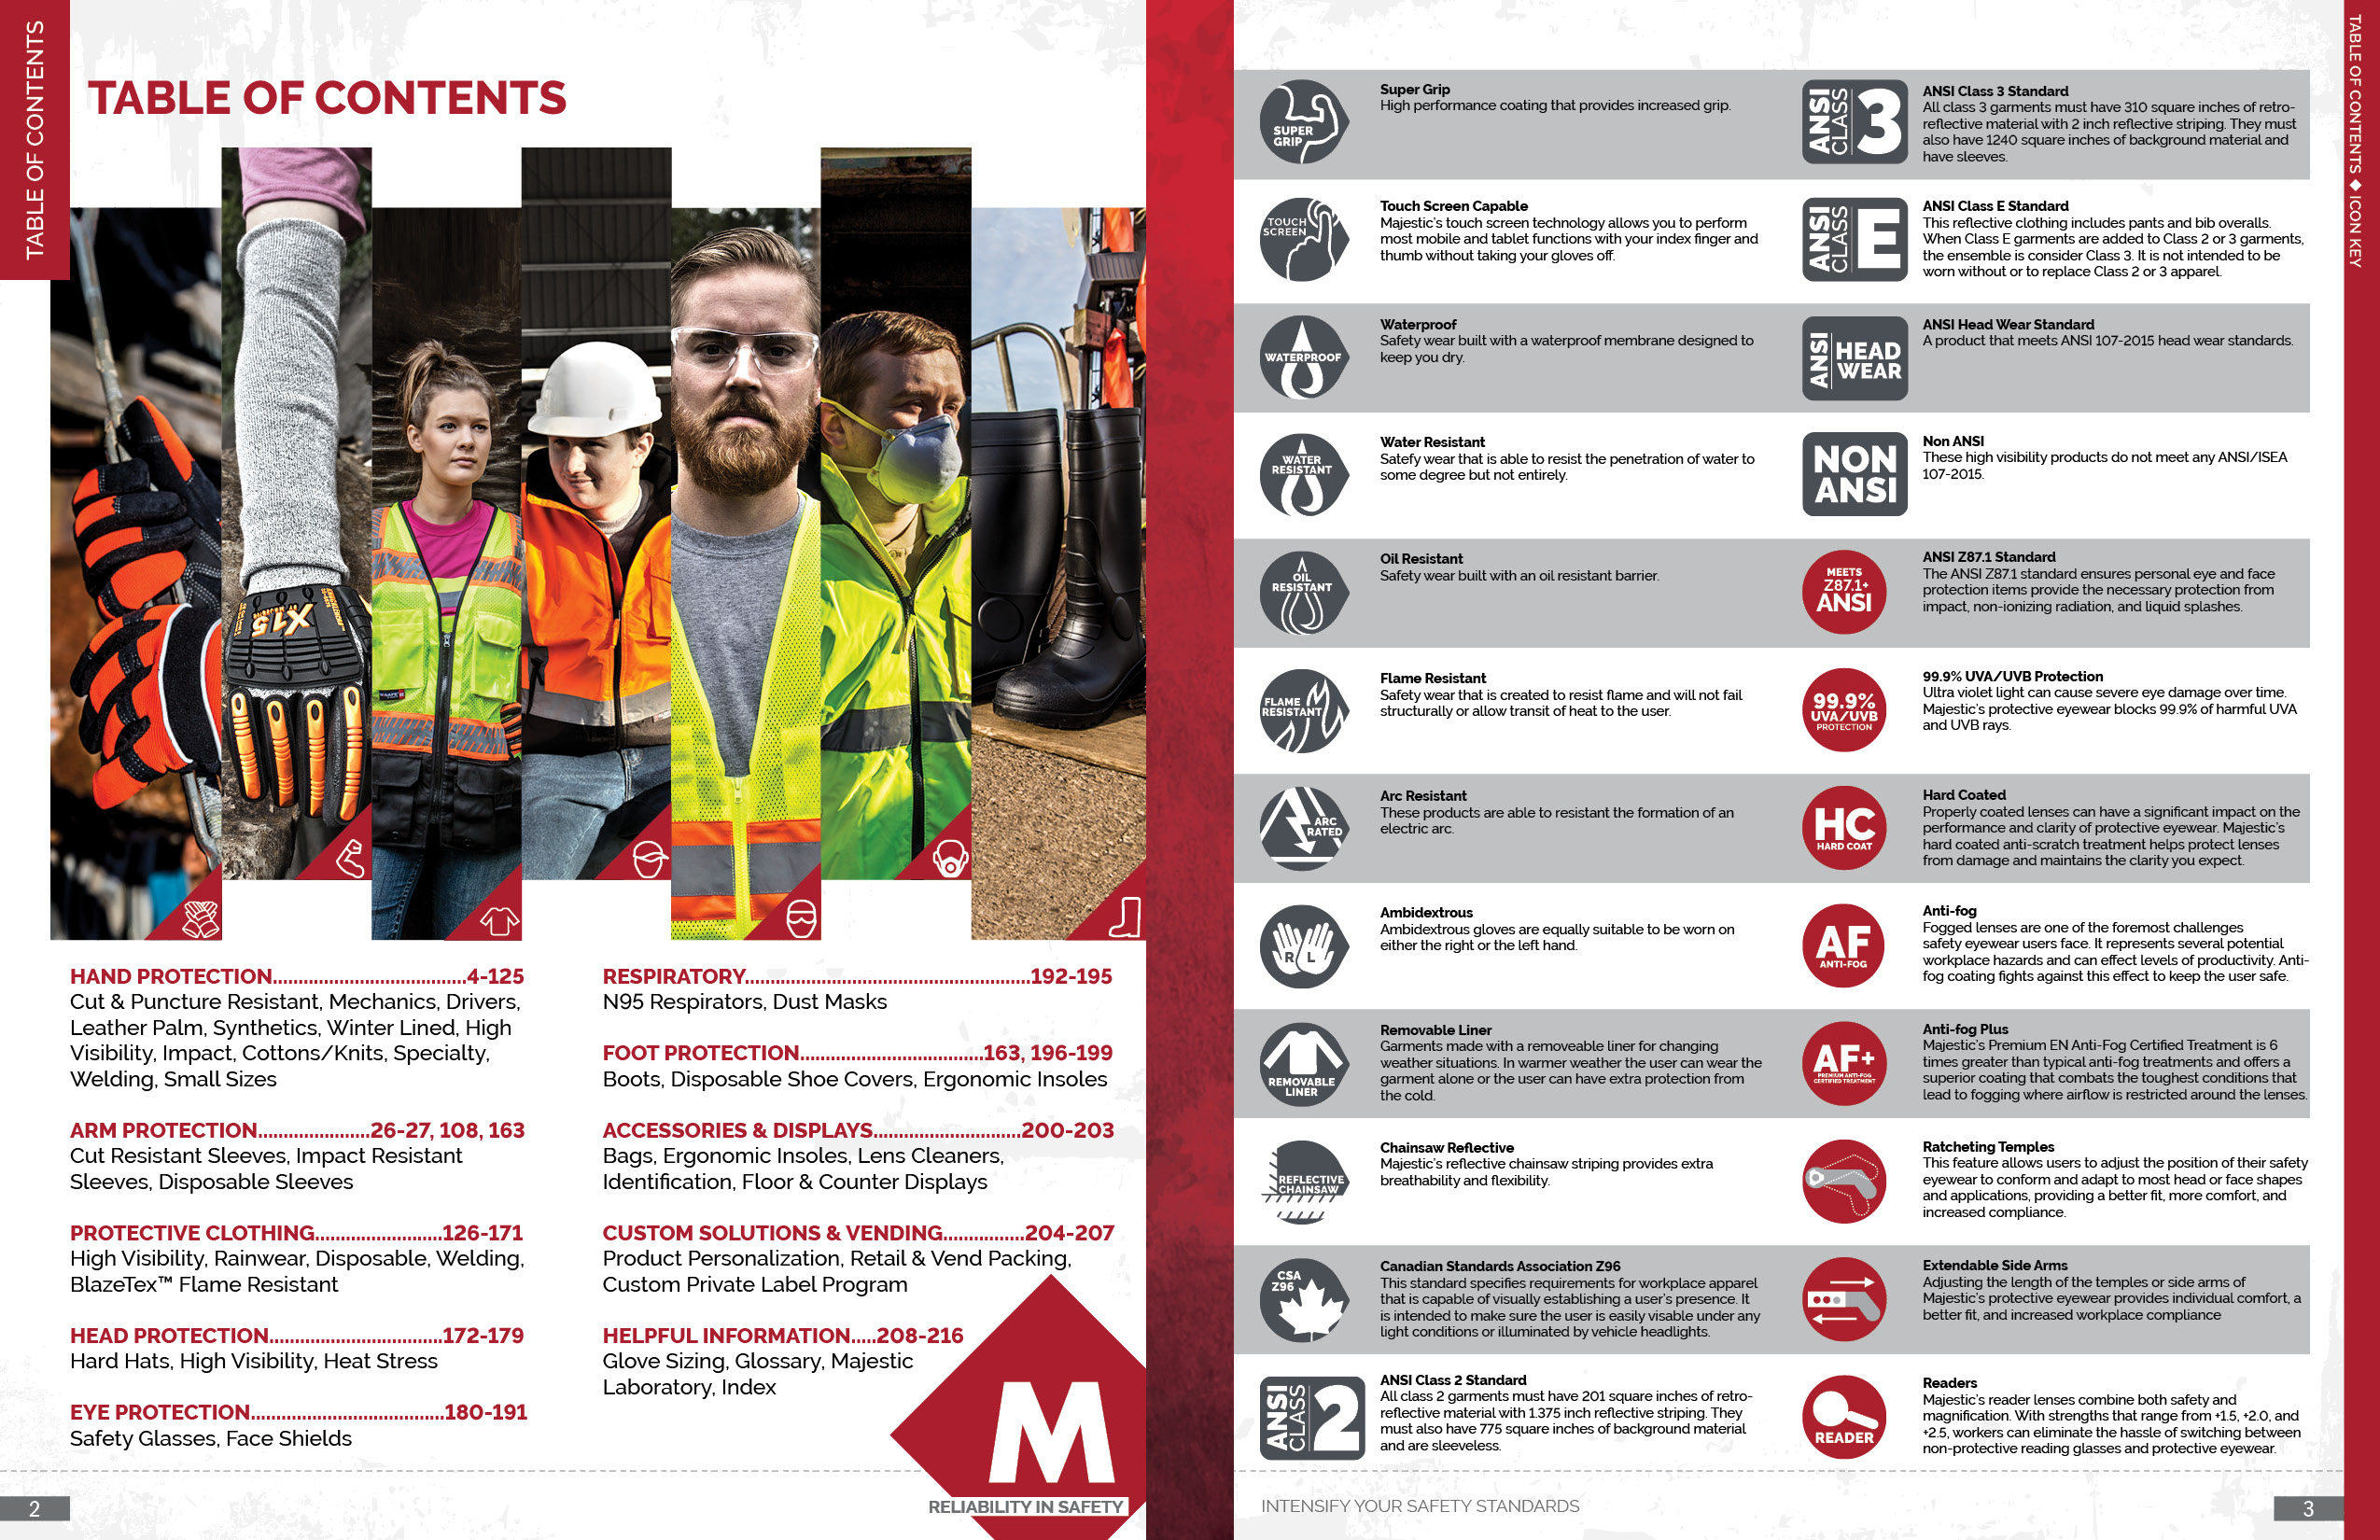 TABLE OF CONTENTS
TABLE OF CONTENTS
X15
HAND PROTECTION......................................4-125
Cut & Puncture Resistant, Mechanics, Drivers,
Leather Palm, Synthetics, Winter Lined, High
Visibility, Impact, Cottons/Knits, Specialty,
Welding, Small Sizes
ARM PROTECTION......................26-27, 108, 163
Cut Resistant Sleeves, Impact Resistant
Sleeves, Disposable Sleeves
PROTECTIVE CLOTHING.........................126-171
High Visibility, Rainwear, Disposable, Welding,
BlazeTex™ Flame Resistant
HEAD PROTECTION..................................172-179
Hard Hats, High Visibility, Heat Stress
EYE PROTECTION......................................180-191
Safety Glasses, Face Shields
RESPIRATORY........................................................192-195
N95 Respirators, Dust Masks
FOOT PROTECTION....................................163, 196-199
Boots, Disposable Shoe Covers, Ergonomic Insoles
ACCESSORIES & DISPLAYS.............................200-203
Bags, Ergonomic Insoles, Lens Cleaners,
Identification, Floor & Counter Displays
CUSTOM SOLUTIONS & VENDING................204-207
Product Personalization, Retail & Vend Packing,
Custom Private Label Program
HELPFUL INFORMATION.....208-216
Glove Sizing, Glossary, Majestic
Laboratory, Index
M
RELIABILITY IN SAFETY
2
SUPER
GRIP
Super Grip
High performance coating that provides increased grip.
TOUCH
SCREEN
Touch Screen Capable
Majestic's touch screen technology allows you to perform
most mobile and tablet functions with your index finger and
thumb without taking your gloves off.
WATERPROOF
Waterproof
Safety wear built with a waterproof membrane designed to
keep you dry.
WATER
RESISTANT
Water Resistant
Satefy wear that is able to resist the penetration of water to
some degree but not entirely.
OIL
RESISTANT
Oil Resistant
Safety wear built with an oil resistant barrier.
FLAME
RESISTANT
Flame Resistant
Safety wear that is created to resist flame and will not fail
structurally or allow transit of heat to the user.
ARC
RATED
Arc Resistant
These products are able to resistant the formation of an
electric arc.
R L
Ambidextrous
Ambidextrous gloves are equally suitable to be worn on
either the right or the left hand.
REMOVABLE
LINER
Removable Liner
Garments made with a removeable liner for changing
weather situations. In warmer weather the user can wear the
garment alone or the user can have extra protection from
the cold.
REFLECTIVE
CHAINSAW
Chainsaw Reflective
Majestic's reflective chainsaw striping provides extra
breathability and flexibility.
CSA
Z96
Canadian Standards Association Z96
This standard specifies requirements for workplace apparel
that is capable of visually establishing a user's presence. It
is intended to make sure the user is easily visable under any
light conditions or illuminated by vehicle headlights.
ANSI
CLASS
2
ANSI Class 2 Standard
All class 2 garments must have 201 square inches of retro-
reflective material with 1.375 inch reflective striping. They
must also have 775 square inches of background material
and are sleeveless.
ANSI
CLASS
3
ANSI Class 3 Standard
All class 3 garments must have 310 square inches of retro-
reflective material with 2 inch reflective striping. They must
also have 1240 square inches of background material and
have sleeves.
ANSI
CLASS
E
ANSI Class E Standard
This reflective clothing includes pants and bib overalls.
When Class E garments are added to Class 2 or 3 garments,
the ensemble is consider Class 3. It is not intended to be
worn without or to replace Class 2 or 3 apparel.
ANSI
HEAD
WEAR
ANSI Head Wear Standard
A product that meets ANSI 107-2015 head wear standards.
NON
ANSI
Non ANSI
These high visibility products do not meet any ANSI/ISEA
107-2015.
MEETS
Z87.1+
ANSI
ANSI Z87.1 Standard
The ANSI Z87.1 standard ensures personal eye and face
protection items provide the necessary protection from
impact, non-ionizing radiation, and liquid splashes.
99.9%
UVA/UVB
PROTECTION
99.9% UVA/UVB Protection
Ultra violet light can cause severe eye damage over time.
Majestic's protective eyewear blocks 99.9% of harmful UVA
and UVB rays.
HC
HARD COAT
Hard Coated
Properly coated lenses can have a significant impact on the
performance and clarity of protective eyewear. Majestic's
hard coated anti-scratch treatment helps protect lenses
from damage and maintains the clarity you expect.
AF
ANTI-FOG
Anti-fog
Fogged lenses are one of the foremost challenges
safety eyewear users face. It represents several potential
workplace hazards and can effect levels of productivity. Anti-
fog coating fights against this effect to keep the user safe.
AF+
PREMIUM ANTI-FOG
CERTIFIED TREATMENT
Anti-fog Plus
Majestic's Premium EN Anti-Fog Certified Treatment is 6
times greater than typical anti-fog treatments and offers a
superior coating that combats the toughest conditions that
lead to fogging where airflow is restricted around the lenses.
Ratcheting Temples
This feature allows users to adjust the position of their safety
eyewear to conform and adapt to most head or face shapes
and applications, providing a better fit, more comfort, and
increased compliance.
Extendable Side Arms
Adjusting the length of the temples or side arms of
Majestic's protective eyewear provides individual comfort, a
better fit, and increased workplace compliance
READER
Readers
Majestic's reader lenses combine both safety and
magnification. With strengths that range from +1.5, +2.0, and
+2.5, workers can eliminate the hassle of switching between
non-protective reading glasses and protective eyewear.
TABLE OF CONTENTS ◆ ICON KEY
INTENSIFY YOUR SAFETY STANDARDS
3